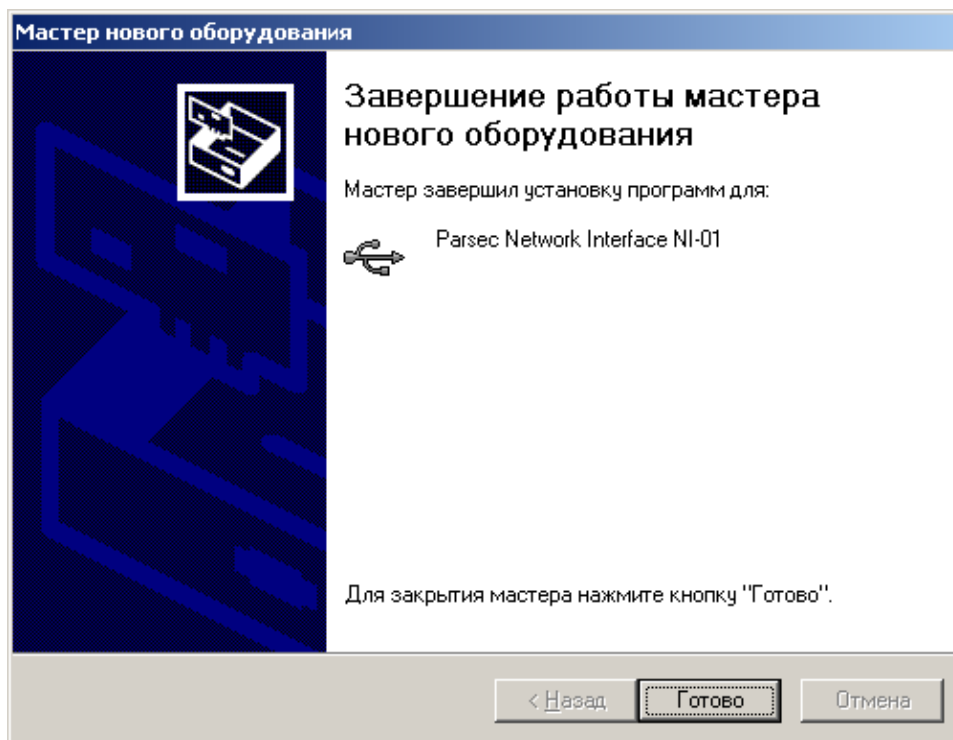 Мастер нового оборудования
Завершение работы мастера
нового оборудования
Мастер завершил установку программ для:
Parsec Network Interface NI-01
Для закрытия мастера нажмите кнопку "Готово".
< Назад
Готово
Отмена